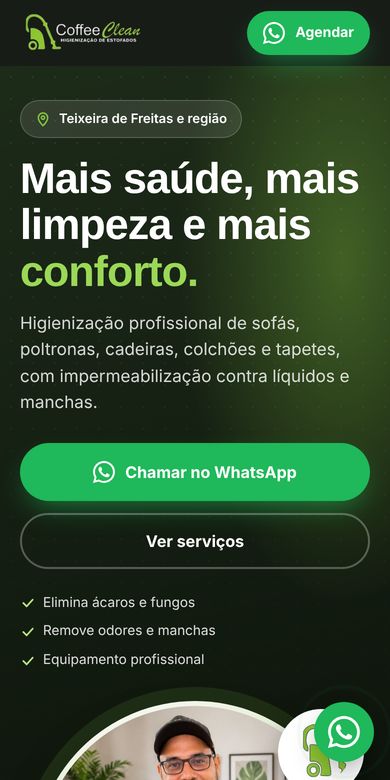 Coffee Clean
HIGIENIZAÇÃO DE ESTOFADOS
Agendar
Teixeira de Freitas e região
Mais saúde, mais
limpeza e mais
conforto.
Higienização profissional de sofás,
poltronas, cadeiras, colchões e tapetes,
com impermeabilização contra líquidos e
manchas.
Chamar no WhatsApp
Ver serviços
Elimina ácaros e fungos
Remove odores e manchas
Equipamento profissional